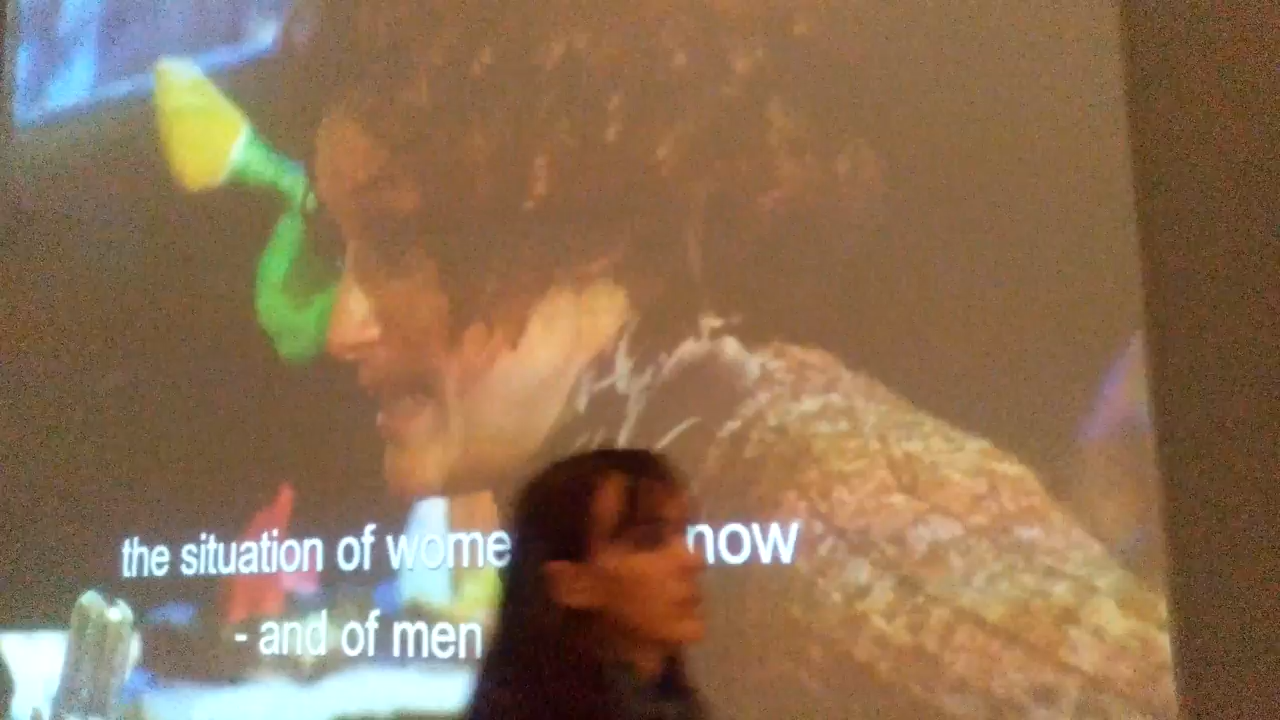 the situation of wome now
- and of men